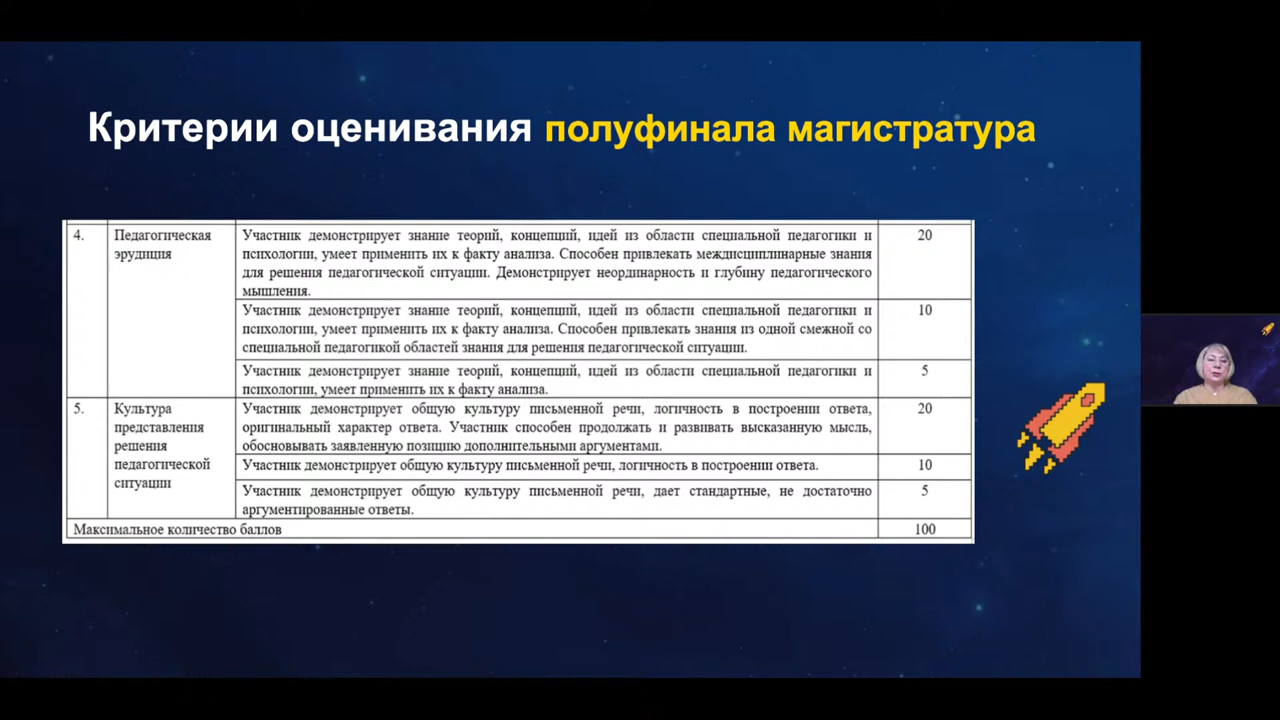 Критерии оценивания полуфинала магистратура
4.
Педагогическая
эрудиция
Участник демонстрирует знание теорий, концепций, идей из области специальной педагогики и
психологии, умеет применить их к факту анализа. Способен привлекать междисциплинарные знания
для решения педагогической ситуации. Демонстрирует неординарность и глубину педагогического
мышления.
20
Участник демонстрирует знание теорий, концепций, идей из области специальной педагогики и
психологии, умеет применить их к факту анализа. Способен привлекать знания из одной смежной со
специальной педагогикой областей знания для решения педагогической ситуации.
10
Участник демонстрирует знание теорий, концепций, идей из области специальной педагогики и
психологии, умеет применить их к факту анализа.
5
5.
Культура
представления
решения
педагогической
ситуации
Участник демонстрирует общую культуру письменной речи, логичность в построении ответа,
оригинальный характер ответа. Участник способен продолжать и развивать высказанную мысль,
обосновывать заявленную позицию дополнительными аргументами.
20
Участник демонстрирует общую культуру письменной речи, логичность в построении ответа.
10
Участник демонстрирует общую культуру письменной речи, дает стандартные, не достаточно
аргументированные ответы.
5
Максимальное количество баллов
100